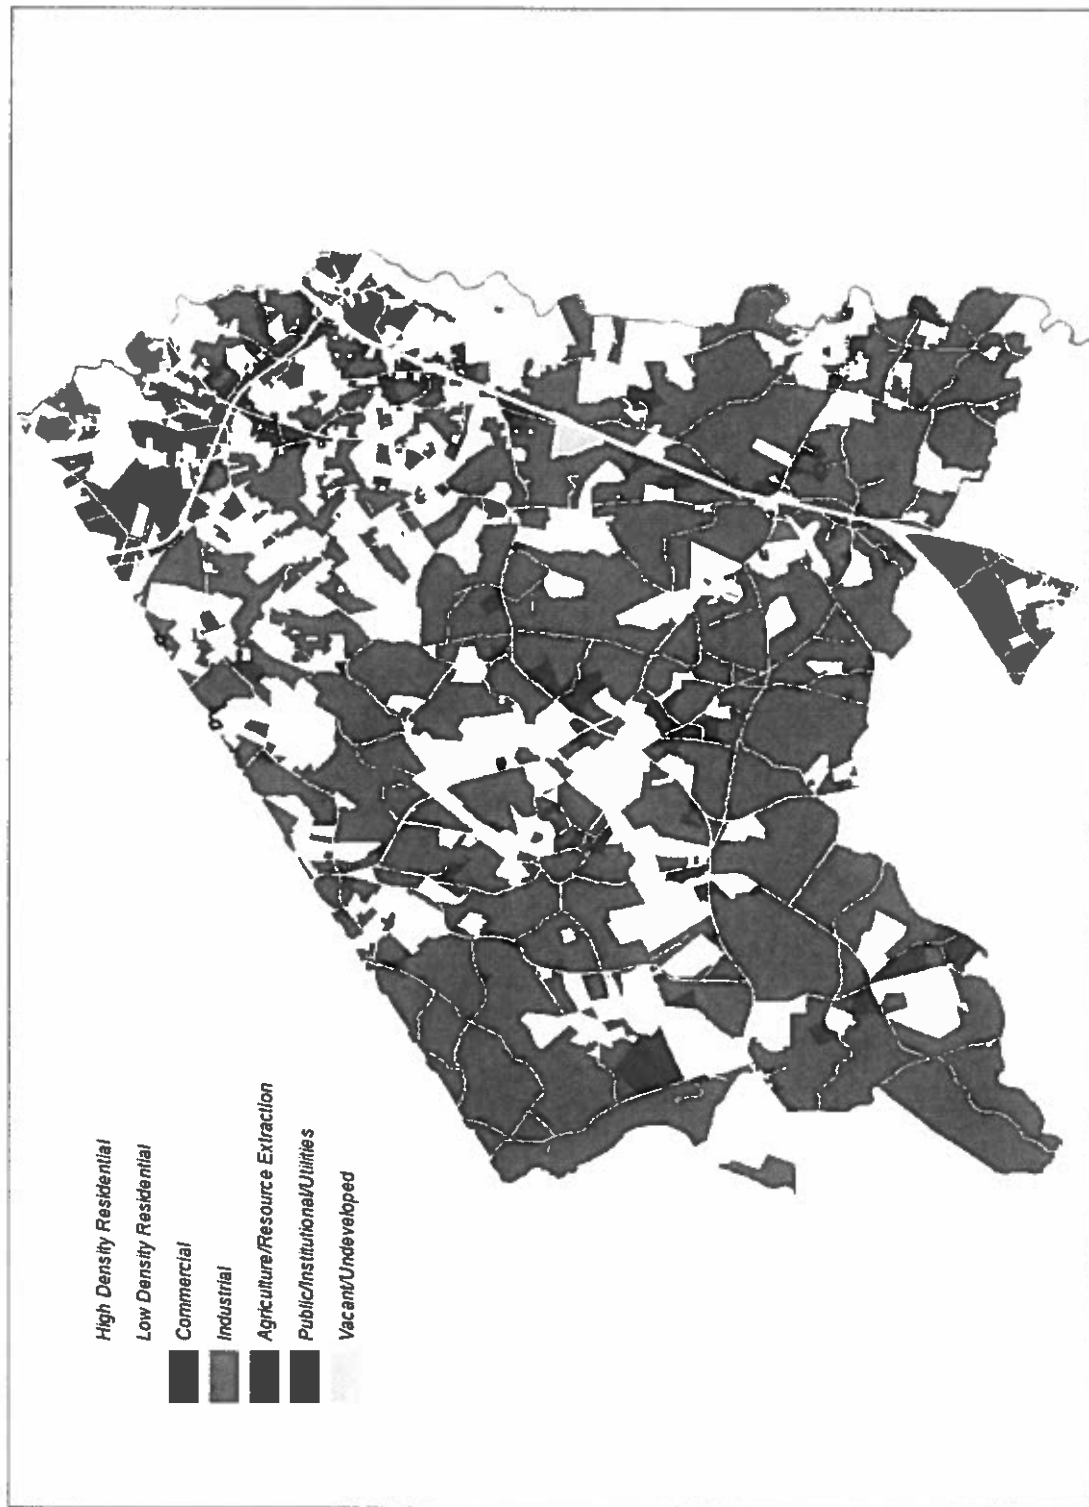 High Density Residential
Low Density Residential
Commercial
Industrial
Agriculture/Resource Extraction
Public/Institutional/Utilities
Vacant/Undeveloped